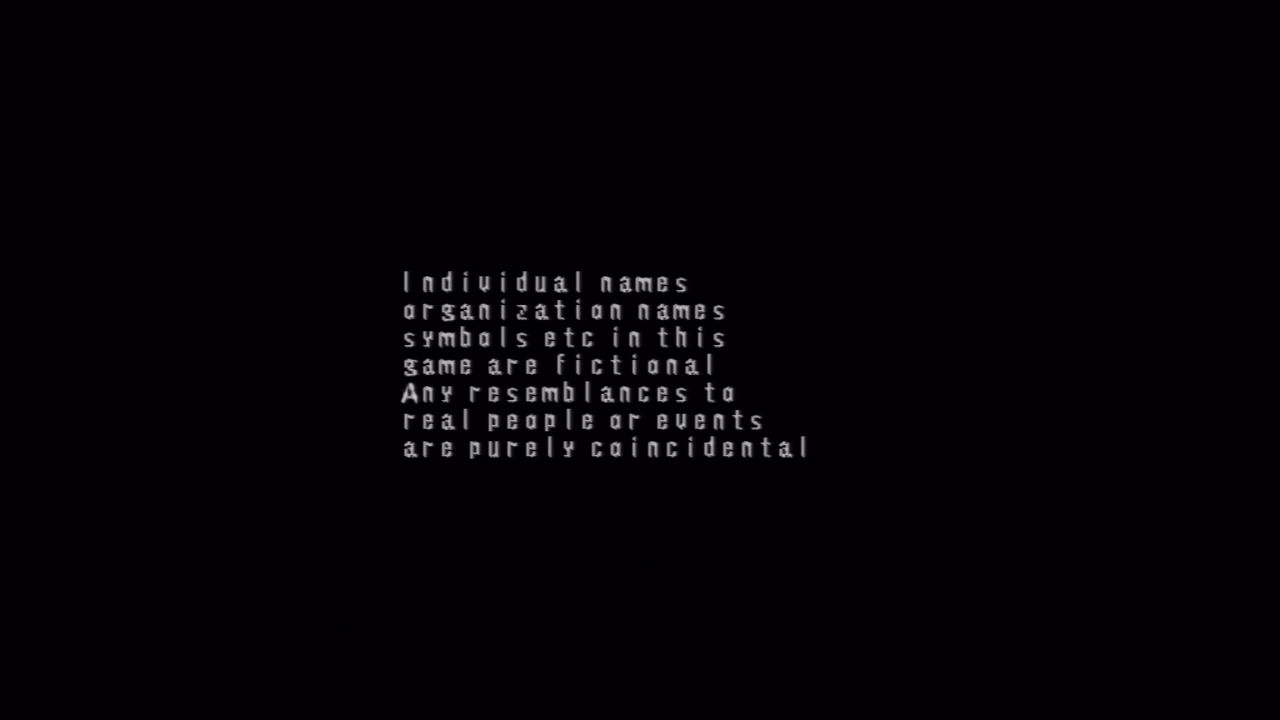 Individual names
organization names
symbols etc in this
game are fictional
Any resemblances to
real people or events
are purely coincidental